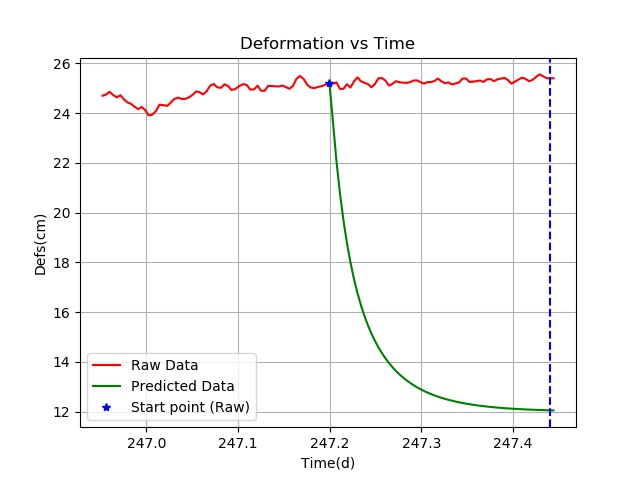 Deformation vs Time
Defs(cm)
26
24
22
20
18
16
14
12
Raw Data
Predicted Data
Start point (Raw)
247.0
247.1
247.2
247.3
247.4
Time(d)